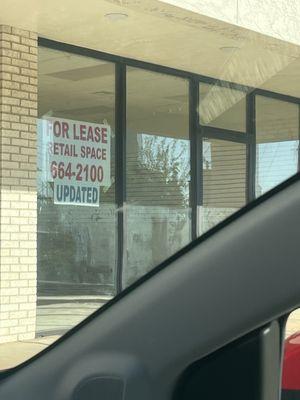 FOR LEASE
RETAIL SPACE
664-2100
UPDATED